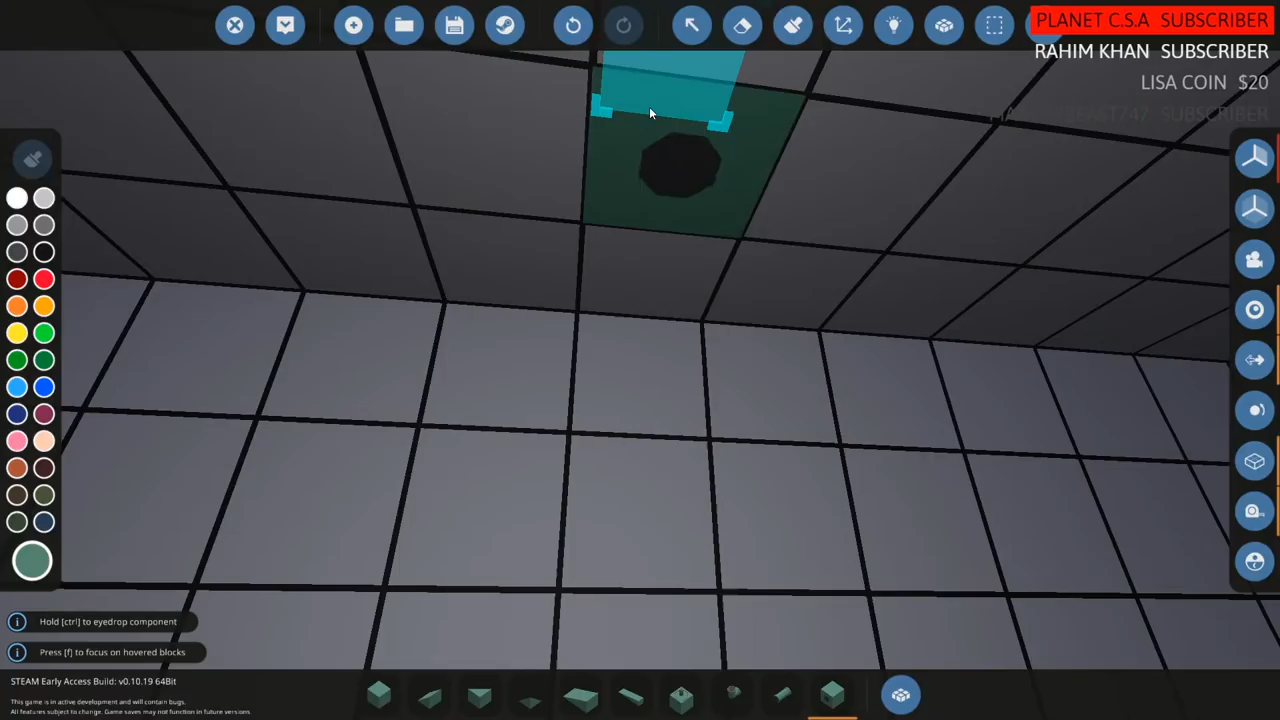 PLANET C.S.A SUBSCRIBER
RAHIM KHAN SUBSCRIBER
LISA COIN $20
SUBSCRIBER
Hold [ctrl] to eyedrop component
Press [f] to focus on hovered blocks
STEAM Early Access Build: v0.10.19 64Bit
This game is in active development and will contain bugs.
All features subject to change. Game saves may not function in future versions.